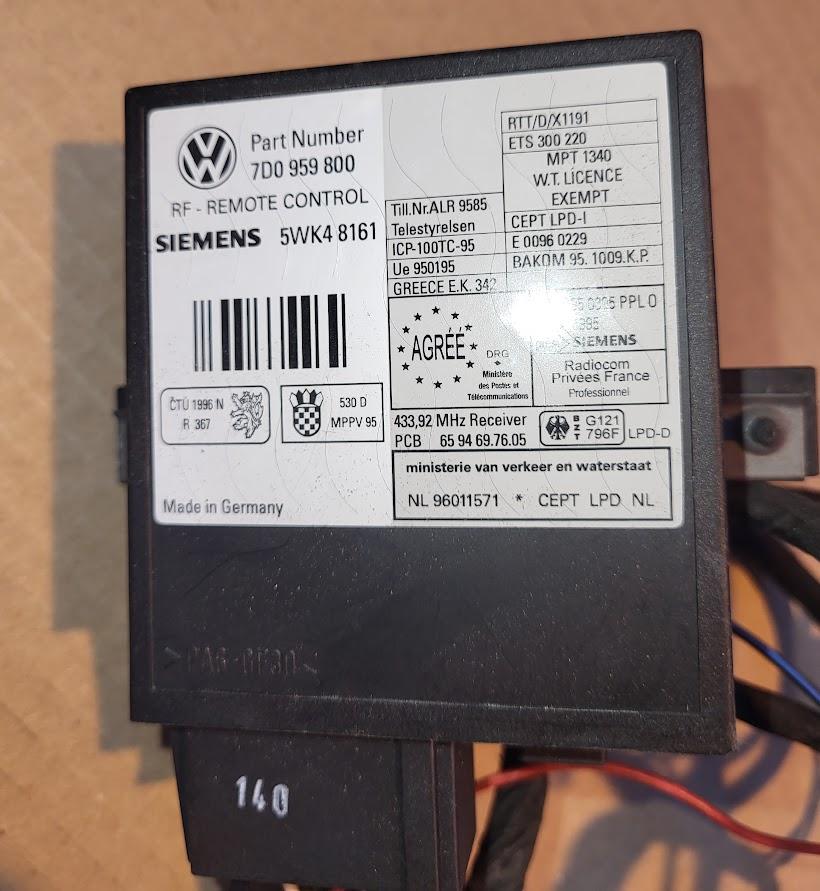 Part Number
7D0 959 800
RF - REMOTE CONTROL
SIEMENS 5WK4 8161
ČTÚ 1996 N
R 367
530 D
MPPV 95
Made in Germany
RTT/D/X1191
ETS 300 220
MPT 1340
W.T. LICENCE
EXEMPT
Till.Nr.ALR 9585
Telestyrelsen
ICP-100TC-95
Ue 950195
GREECE E.K. 342
CEPT LPD-I
E 0096 0229
BAKOM 95. 1009.K.P.
PPL 0
SIEMENS
AGRÉÉ
DRG
Ministère
des Postes et
Télécommunications
Radiocom
Privées France
Professionnel
433,92 MHz Receiver
PCB 65 94 69.76.05
BZT
G121
796F
LPD-D
ministerie van verkeer en waterstaat
NL 96011571 * CEPT LPD NL
140